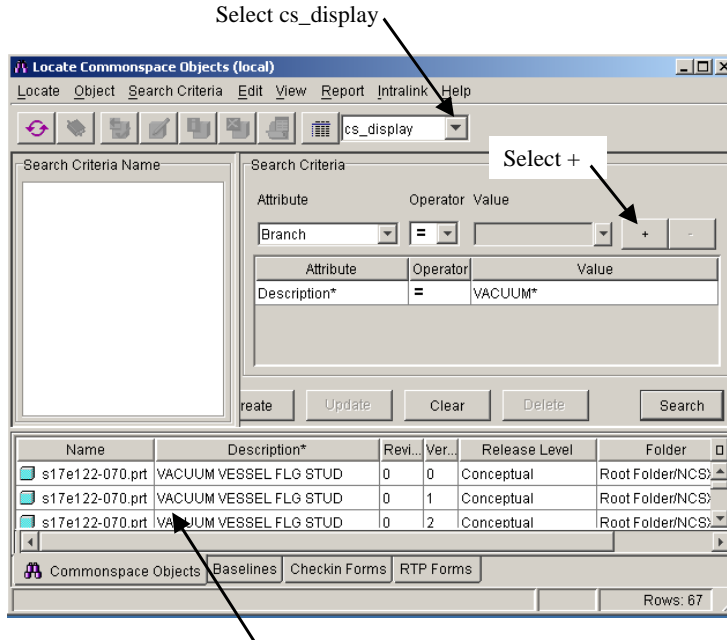 Select cs_display
Locate Commonspace Objects (local)
Locate Object Search Criteria Edit View Report Intralink Help
cs_display
Select +
Search Criteria Name
Search Criteria
Attribute Operator Value
Branch = + -
Attribute Operator Value
Description* = VACUUM*
reate Update Clear Delete Search
Name Description* Revi... Ver... Release Level Folder
s17e122-070.prt VACUUM VESSEL FLG STUD 0 0 Conceptual Root Folder/NCSX
s17e122-070.prt VACUUM VESSEL FLG STUD 0 1 Conceptual Root Folder/NCSX
s17e122-070.prt VACUUM VESSEL FLG STUD 0 2 Conceptual Root Folder/NCSX
Commonspace Objects Baselines Checkin Forms RTP Forms
Rows: 67